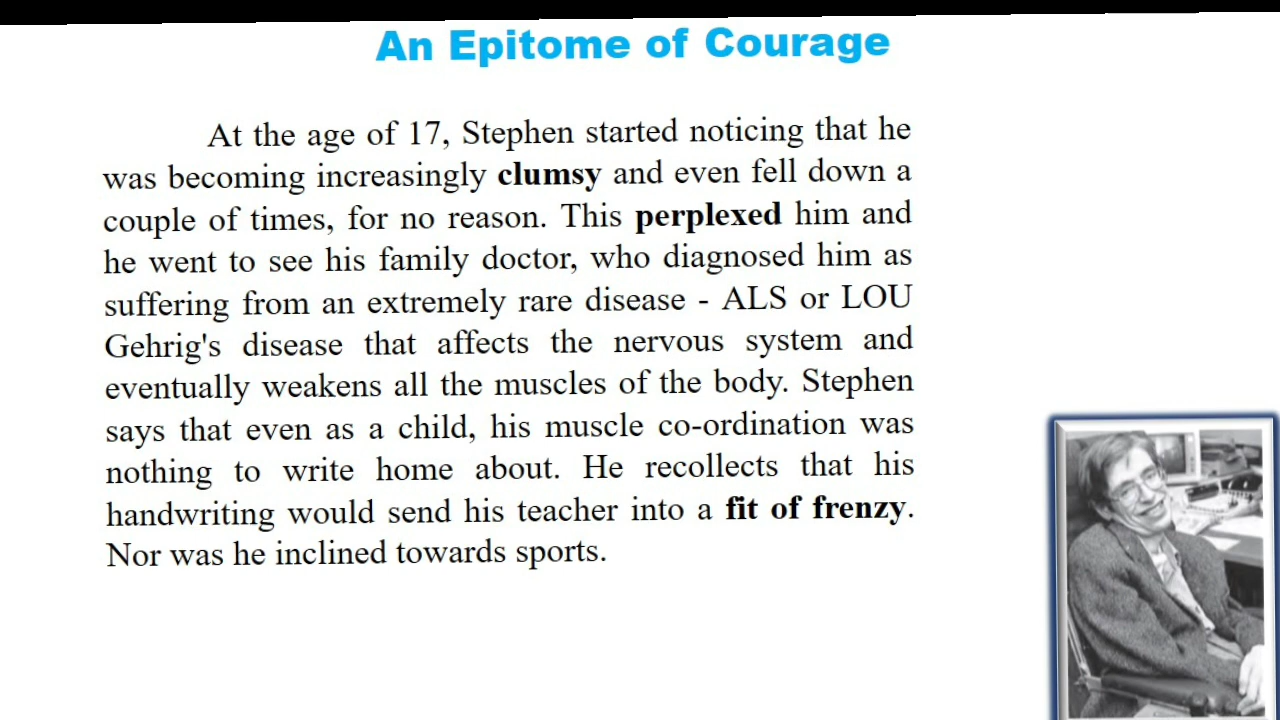 An Epitome of Courage
At the age of 17, Stephen started noticing that he
was becoming increasingly clumsy and even fell down a
couple of times, for no reason. This perplexed him and
he went to see his family doctor, who diagnosed him as
suffering from an extremely rare disease - ALS or LOU
Gehrig's disease that affects the nervous system and
eventually weakens all the muscles of the body. Stephen
says that even as a child, his muscle co-ordination was
nothing to write home about. He recollects that his
handwriting would send his teacher into a fit of frenzy.
Nor was he inclined towards sports.